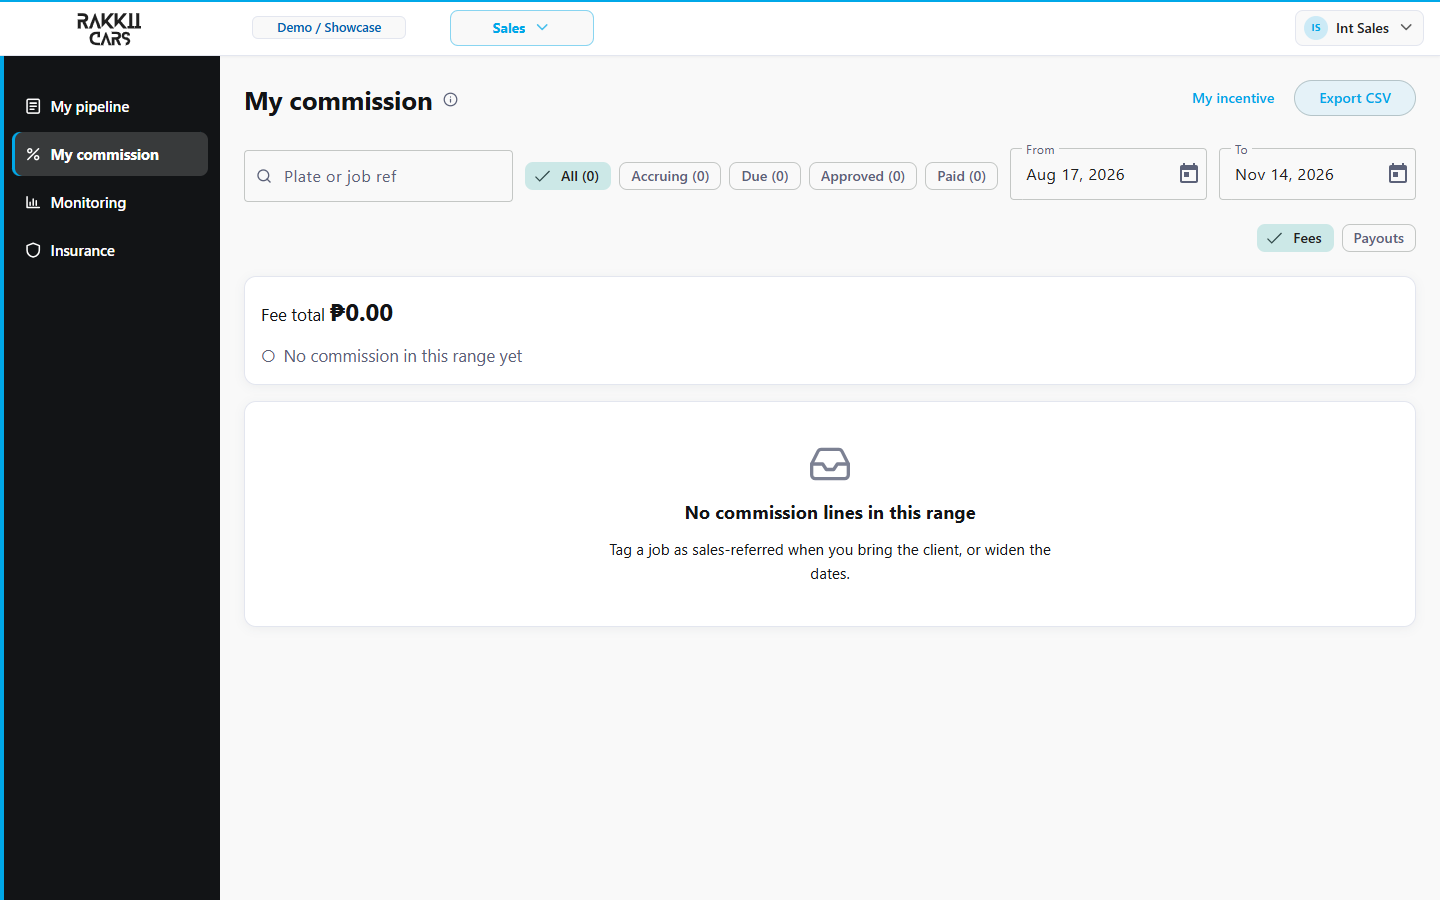 RAKKII
CARS
Demo / Showcase
Sales
IS
Int Sales
My pipeline
My commission
Monitoring
Insurance
My commission
My incentive
Export CSV
Plate or job ref
All (0)
Accruing (0)
Due (0)
Approved (0)
Paid (0)
From
Aug 17, 2026
To
Nov 14, 2026
Fees
Payouts
Fee total ₱0.00
No commission in this range yet
No commission lines in this range
Tag a job as sales-referred when you bring the client, or widen the
dates.